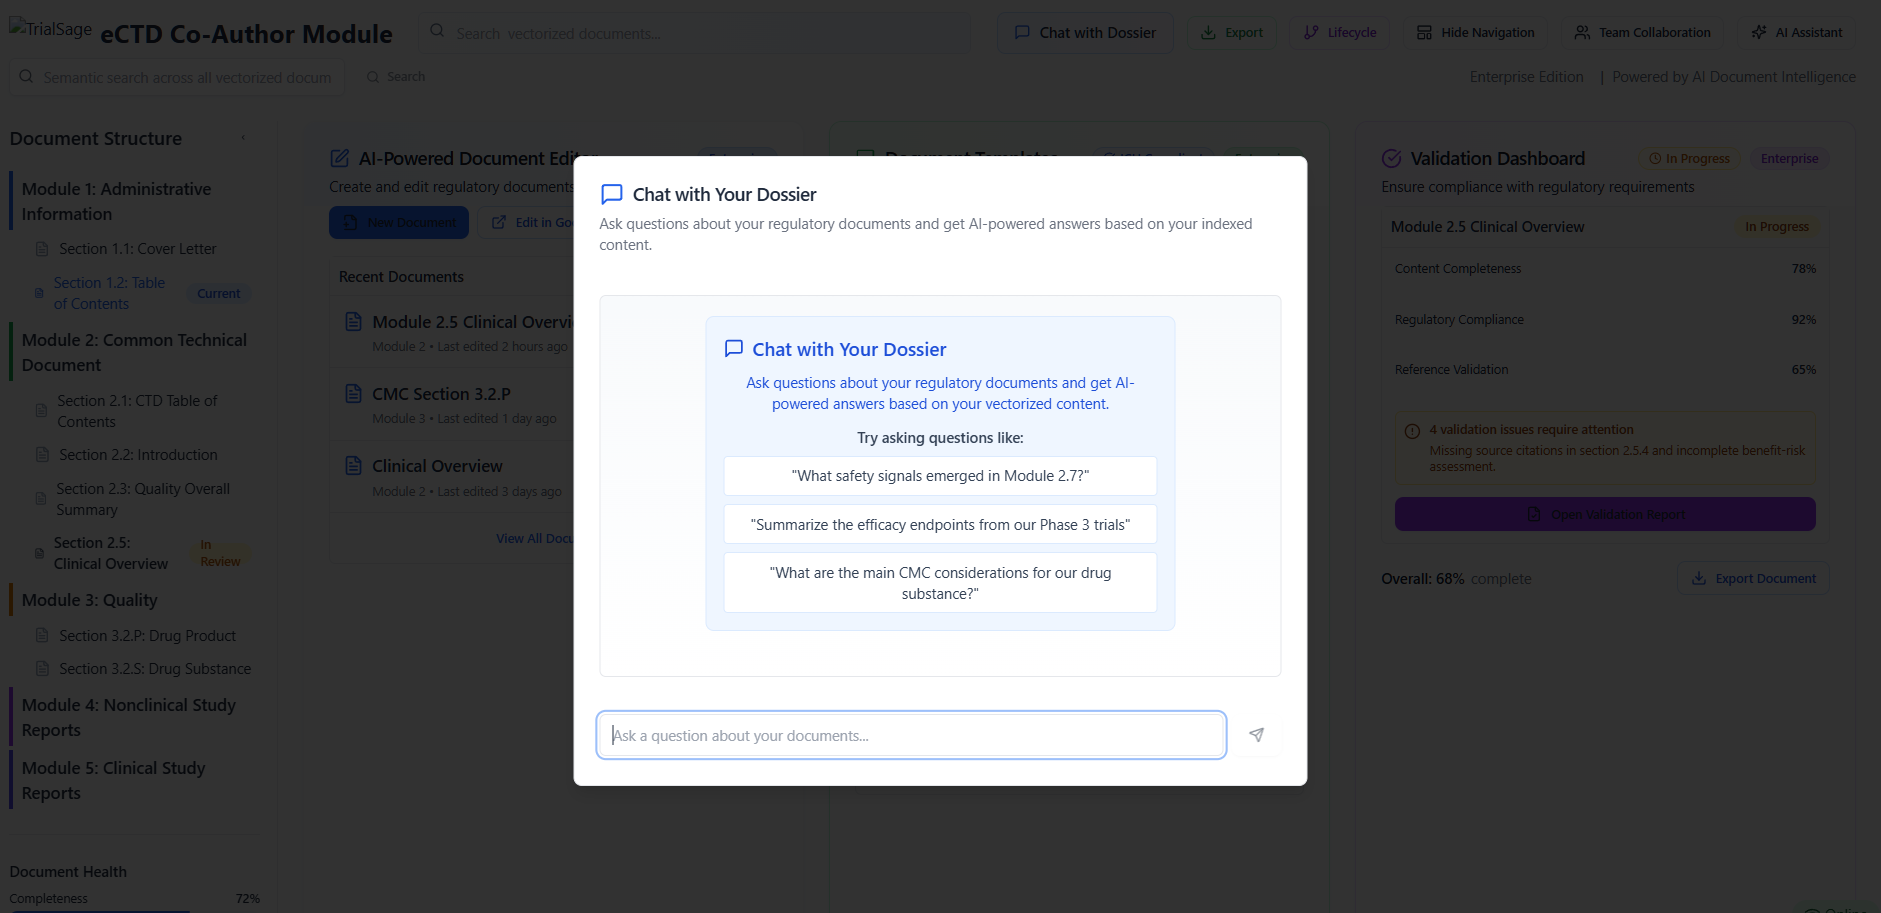 TrialSage
eCTD Co-Author Module
Search vectorized documents...
Chat with Dossier
Export
Lifecycle
Hide Navigation
Team Collaboration
AI Assistant
Semantic search across all vectorized docum
Search
Enterprise Edition | Powered by AI Document Intelligence
Document Structure
Module 1: Administrative
Information
Section 1.1: Cover Letter
Section 1.2: Table
of Contents
Current
Module 2: Common Technical
Document
Section 2.1: CTD Table of
Contents
Section 2.2: Introduction
Section 2.3: Quality Overall
Summary
Section 2.5:
Clinical Overview
In
Review
Module 3: Quality
Section 3.2.P: Drug Product
Section 3.2.S: Drug Substance
Module 4: Nonclinical Study
Reports
Module 5: Clinical Study
Reports
Document Health
Completeness
72%
AI-Powered Document Edit
Create and edit regulatory documents
New Document
Edit in Go
Recent Documents
Module 2.5 Clinical Overvi
Module 2 • Last edited 2 hours ago
CMC Section 3.2.P
Module 3 • Last edited 1 day ago
Clinical Overview
Module 2 • Last edited 3 days ago
View All Docu
Document Templates
Chat with Your Dossier
Ask questions about your regulatory documents and get AI-powered answers based on your indexed
content.
Chat with Your Dossier
Ask questions about your regulatory documents and get AI-
powered answers based on your vectorized content.
Try asking questions like:
"What safety signals emerged in Module 2.7?"
"Summarize the efficacy endpoints from our Phase 3 trials"
"What are the main CMC considerations for our drug
substance?"
Ask a question about your documents...
Validation Dashboard
In Progress
Enterprise
Ensure compliance with regulatory requirements
Module 2.5 Clinical Overview
In Progress
Content Completeness
78%
Regulatory Compliance
92%
Reference Validation
65%
4 validation issues require attention
Missing source citations in section 2.5.4 and incomplete benefit-risk
assessment.
Open Validation Report
Overall: 68% complete
Export Document